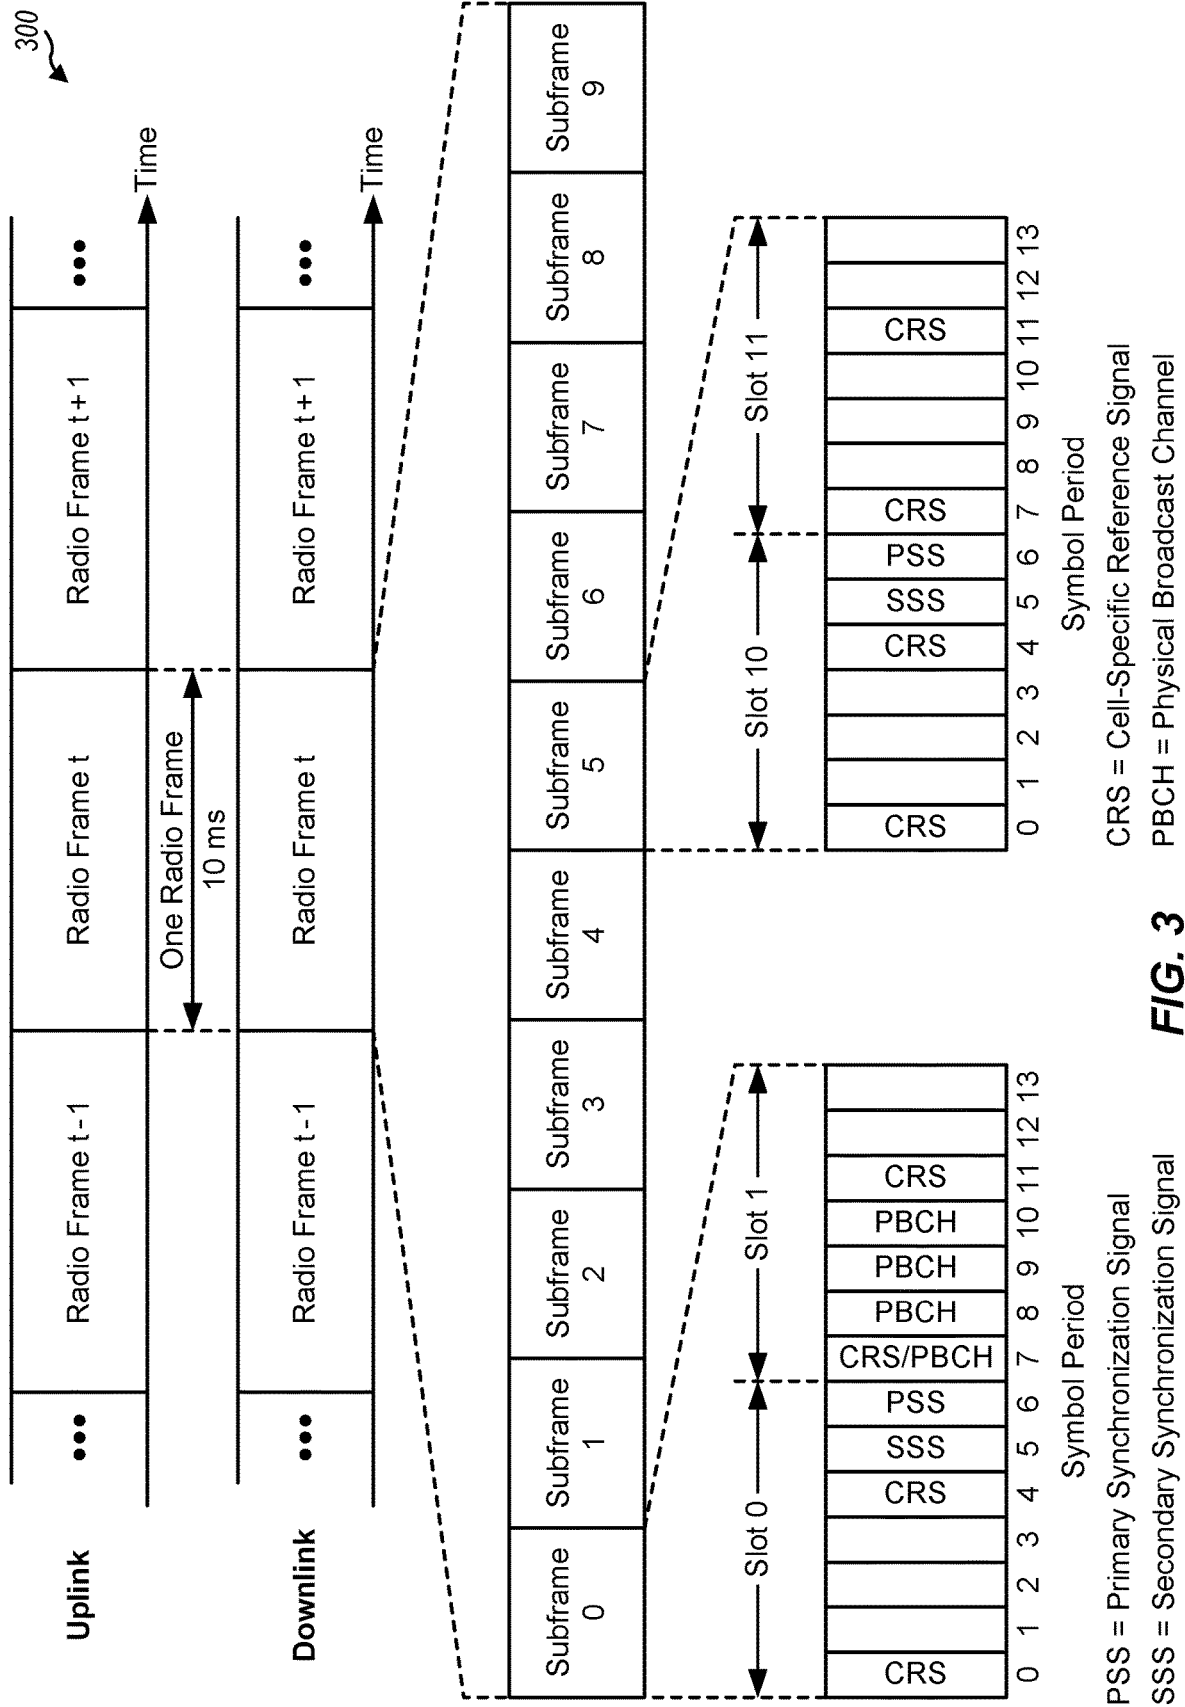 300
Uplink
•••
Radio Frame t - 1
Radio Frame t
Radio Frame t + 1
•••
Time
One Radio Frame
10 ms
Downlink
•••
Radio Frame t - 1
Radio Frame t
Radio Frame t + 1
•••
Time
Subframe
0
Subframe
1
Subframe
2
Subframe
3
Subframe
4
Subframe
5
Subframe
6
Subframe
7
Subframe
8
Subframe
9
Slot 0
Slot 1
CRS
CRS
SSS
PSS
CRS/PBCH
PBCH
PBCH
PBCH
CRS
0 1 2 3 4 5 6 7 8 9 10 11 12 13
Symbol Period
Slot 10
Slot 11
CRS
CRS
SSS
PSS
CRS
CRS
0 1 2 3 4 5 6 7 8 9 10 11 12 13
Symbol Period
PSS = Primary Synchronization Signal
SSS = Secondary Synchronization Signal
CRS = Cell-Specific Reference Signal
PBCH = Physical Broadcast Channel
FIG. 3